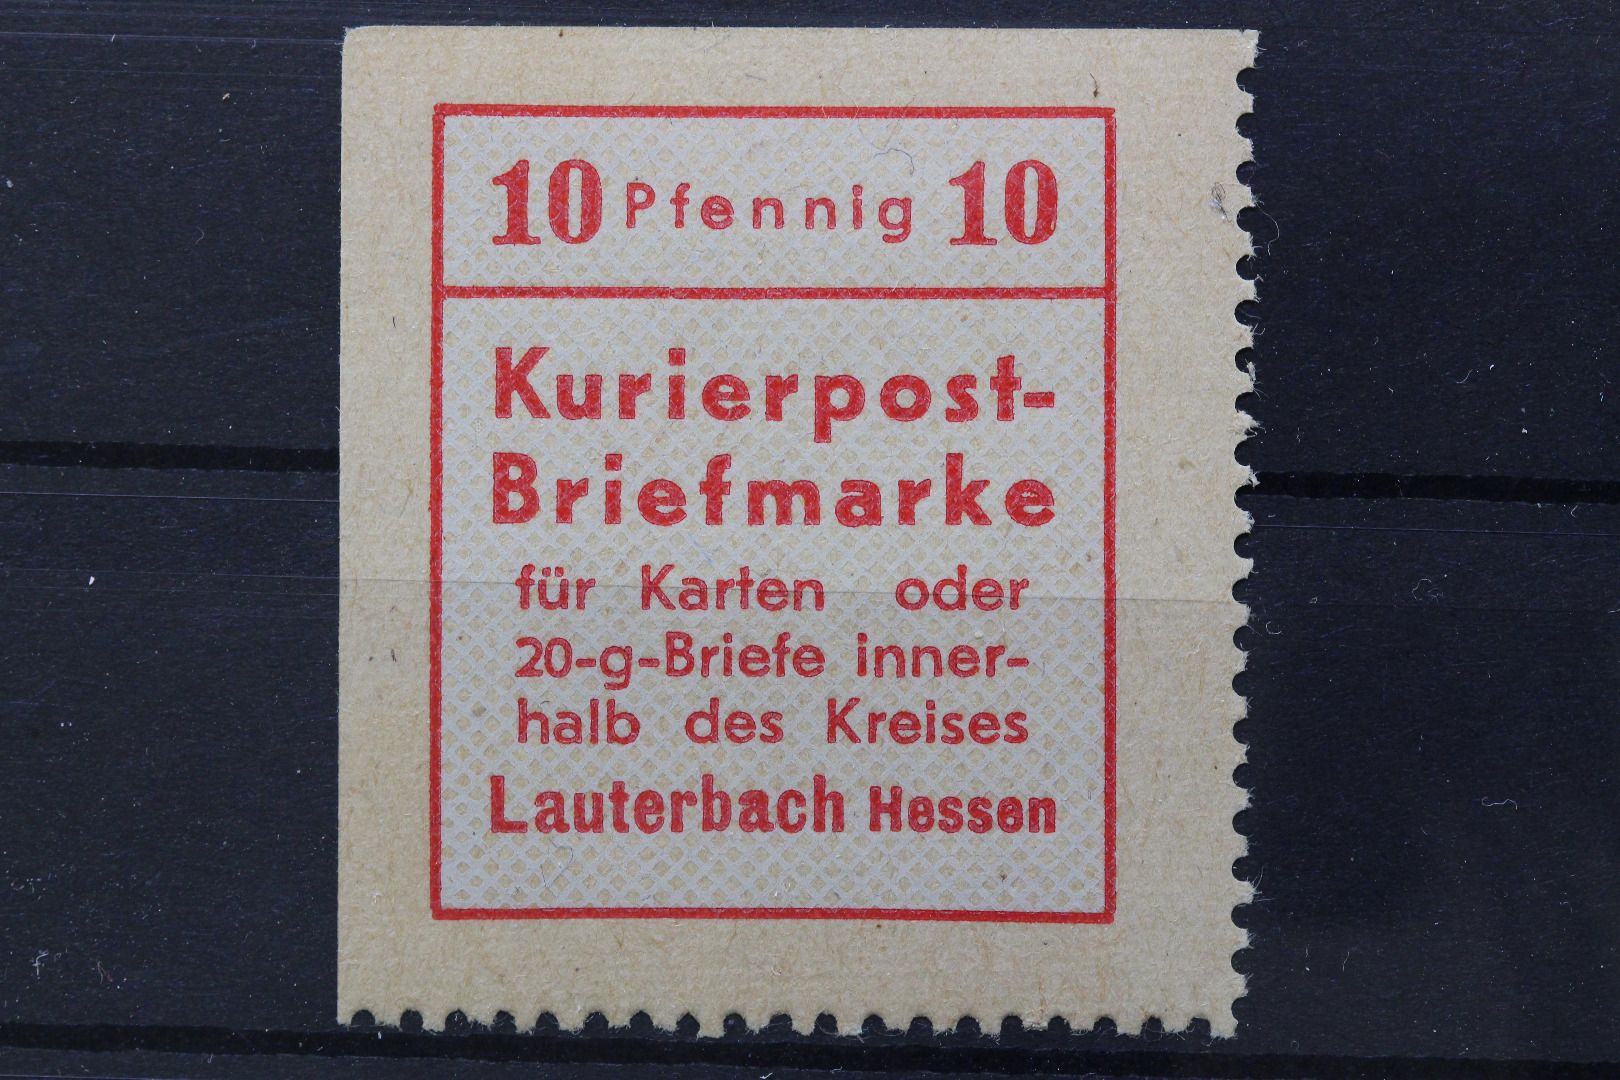 10 Pfennig 10
Kurierpost-
Briefmarke
für Karten oder
20-g-Briefe inner-
halb des Kreises
Lauterbach Hessen